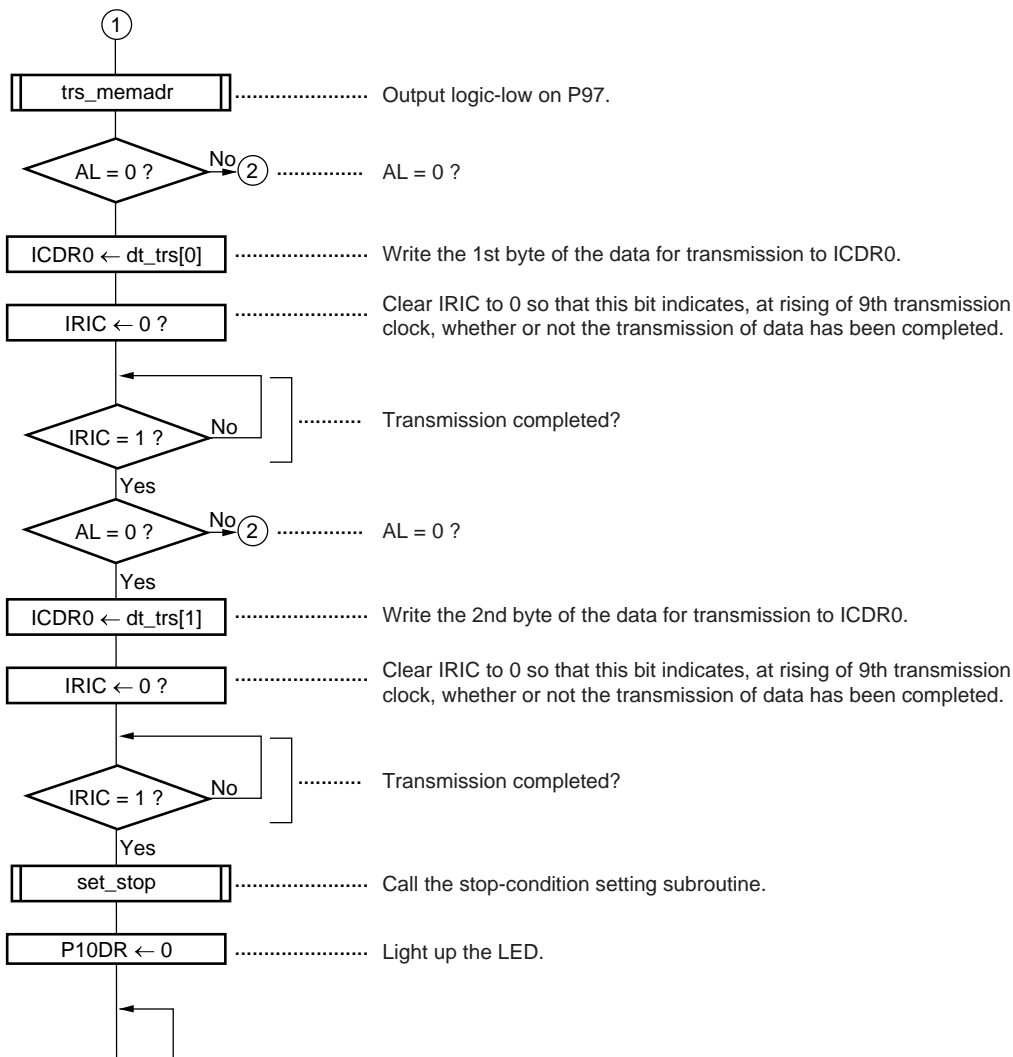 1
trs_memadr
Output logic-low on P97.
AL = 0 ?
No
2
AL = 0 ?
ICDR0 ← dt_trs[0]
Write the 1st byte of the data for transmission to ICDR0.
IRIC ← 0 ?
Clear IRIC to 0 so that this bit indicates, at rising of 9th transmission
clock, whether or not the transmission of data has been completed.
IRIC = 1 ?
No
Transmission completed?
Yes
AL = 0 ?
No
2
AL = 0 ?
Yes
ICDR0 ← dt_trs[1]
Write the 2nd byte of the data for transmission to ICDR0.
IRIC ← 0 ?
Clear IRIC to 0 so that this bit indicates, at rising of 9th transmission
clock, whether or not the transmission of data has been completed.
IRIC = 1 ?
No
Transmission completed?
Yes
set_stop
Call the stop-condition setting subroutine.
P10DR ← 0
Light up the LED.